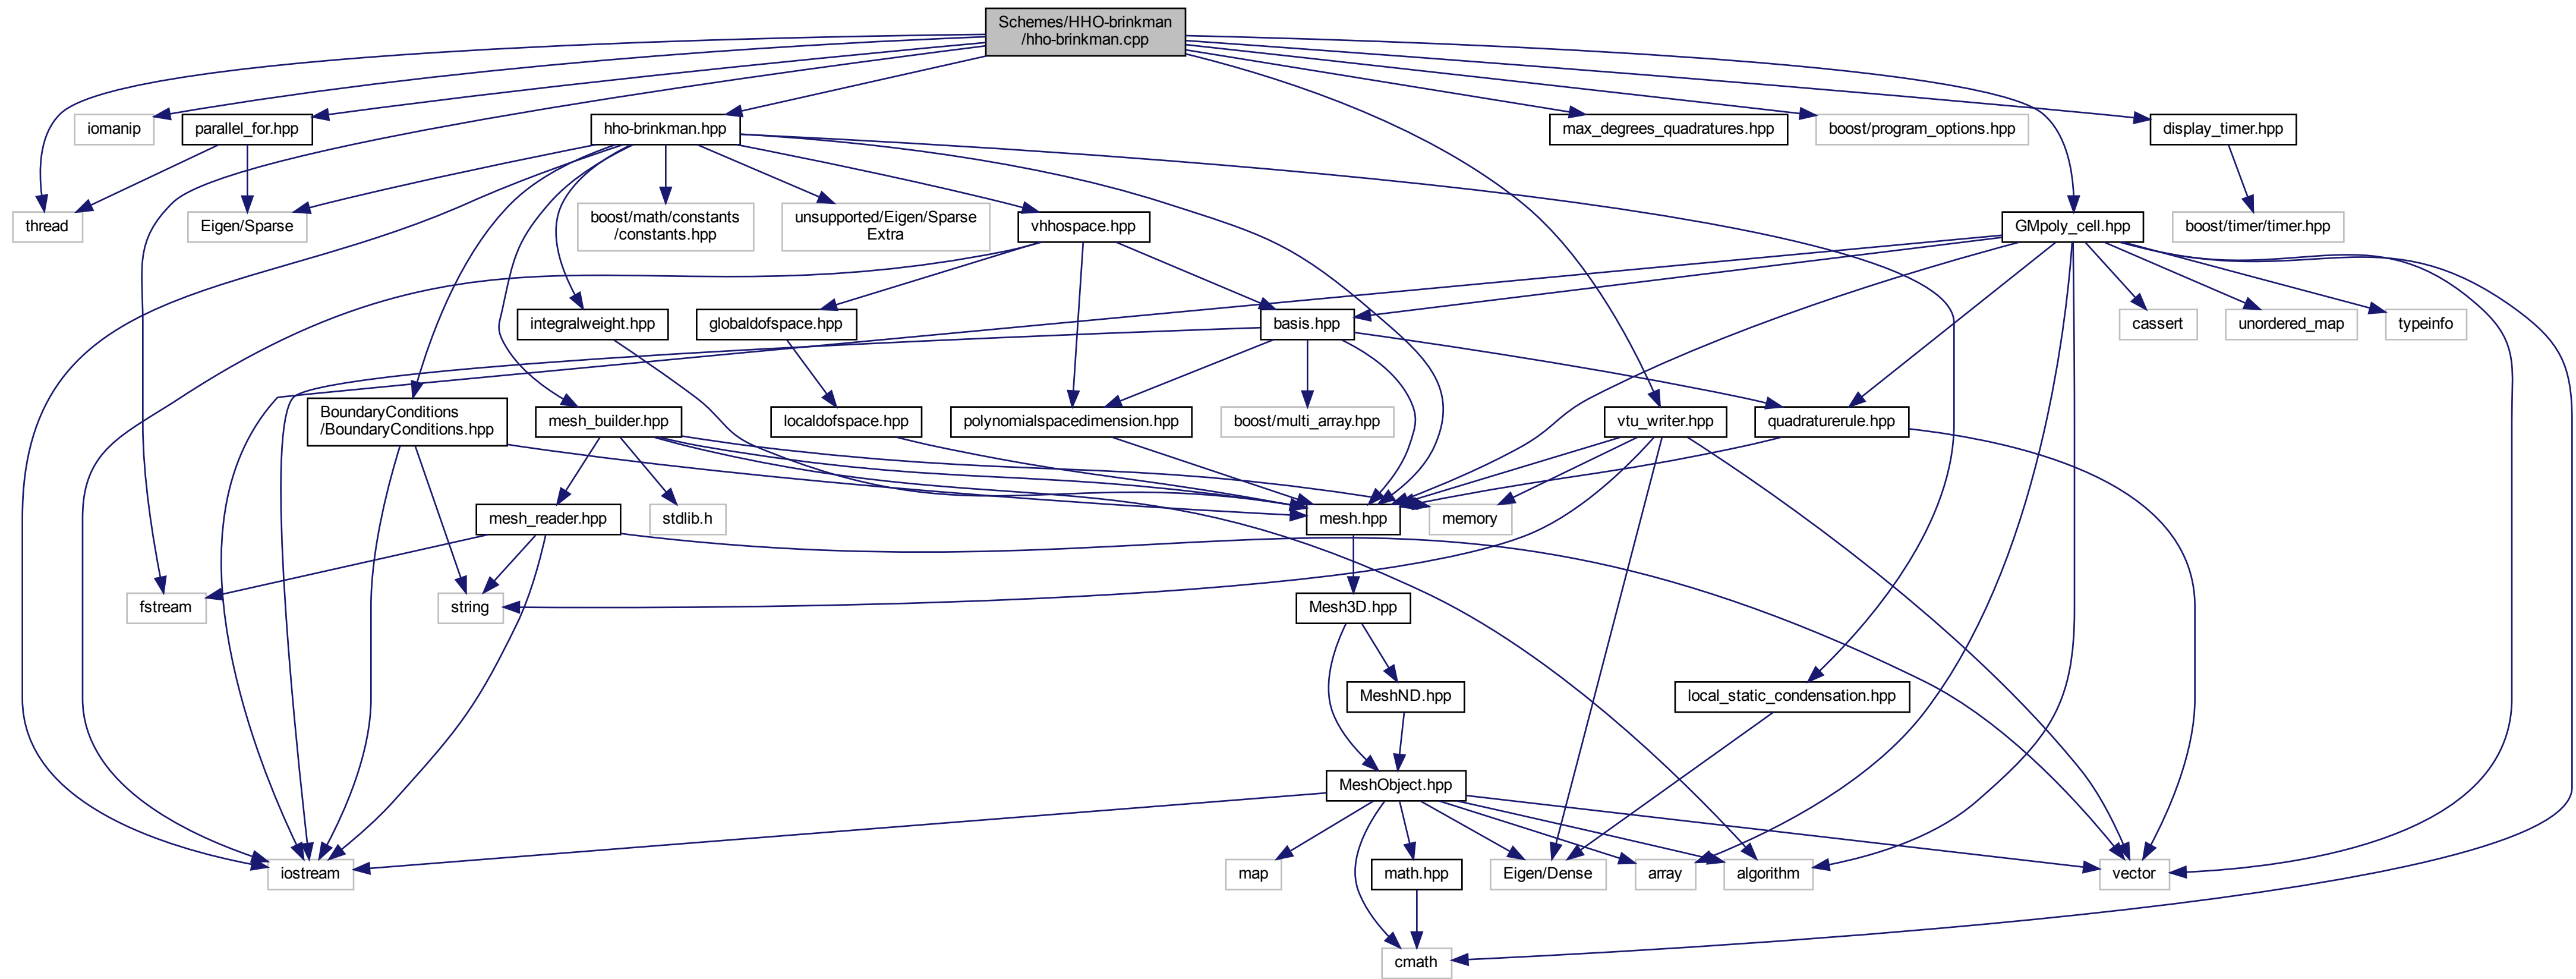 Schemes/HHO-brinkman
/hho-brinkman.cpp
iomanip
parallel_for.hpp
hho-brinkman.hpp
max_degrees_quadratures.hpp
boost/program_options.hpp
display_timer.hpp
thread
Eigen/Sparse
boost/math/constants
/constants.hpp
unsupported/Eigen/Sparse
Extra
vhhospace.hpp
GMpoly_cell.hpp
boost/timer/timer.hpp
integralweight.hpp
globaldofspace.hpp
basis.hpp
cassert
unordered_map
typeinfo
BoundaryConditions
/BoundaryConditions.hpp
mesh_builder.hpp
localdofspace.hpp
polynomialspacedimension.hpp
boost/multi_array.hpp
vtu_writer.hpp
quadraturerule.hpp
mesh_reader.hpp
stdlib.h
mesh.hpp
memory
fstream
string
Mesh3D.hpp
MeshND.hpp
local_static_condensation.hpp
MeshObject.hpp
iostream
map
math.hpp
Eigen/Dense
array
algorithm
vector
cmath